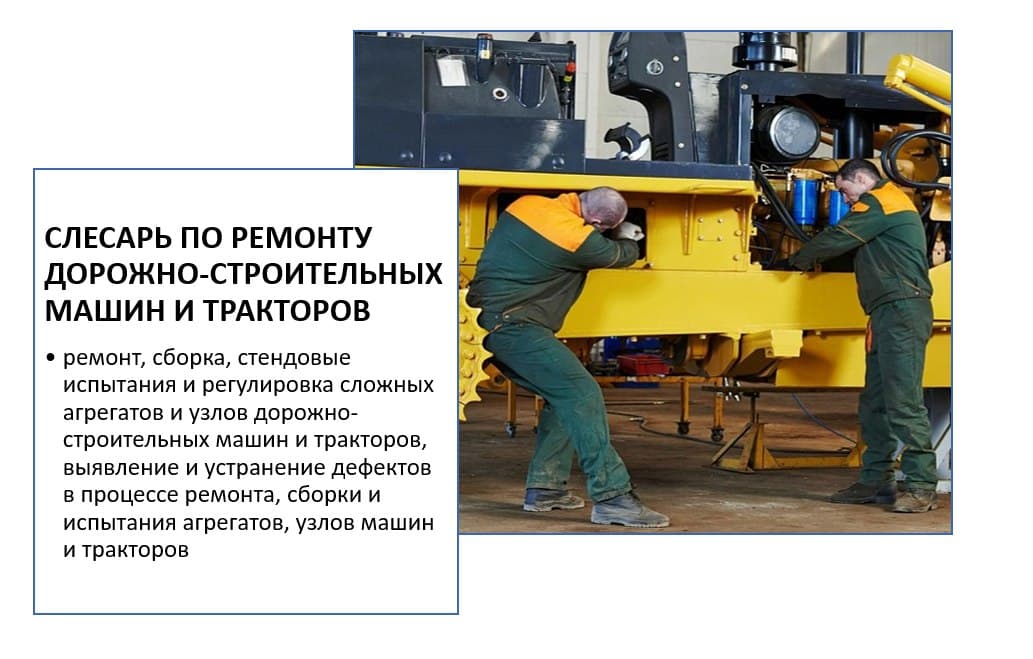 СЛЕСАРЬ ПО РЕМОНТУ
ДОРОЖНО-СТРОИТЕЛЬНЫХ
МАШИН И ТРАКТОРОВ
• ремонт, сборка, стендовые
испытания и регулировка сложных
агрегатов и узлов дорожно-
строительных машин и тракторов,
выявление и устранение дефектов
в процессе ремонта, сборки и
испытания агрегатов, узлов машин
и тракторов